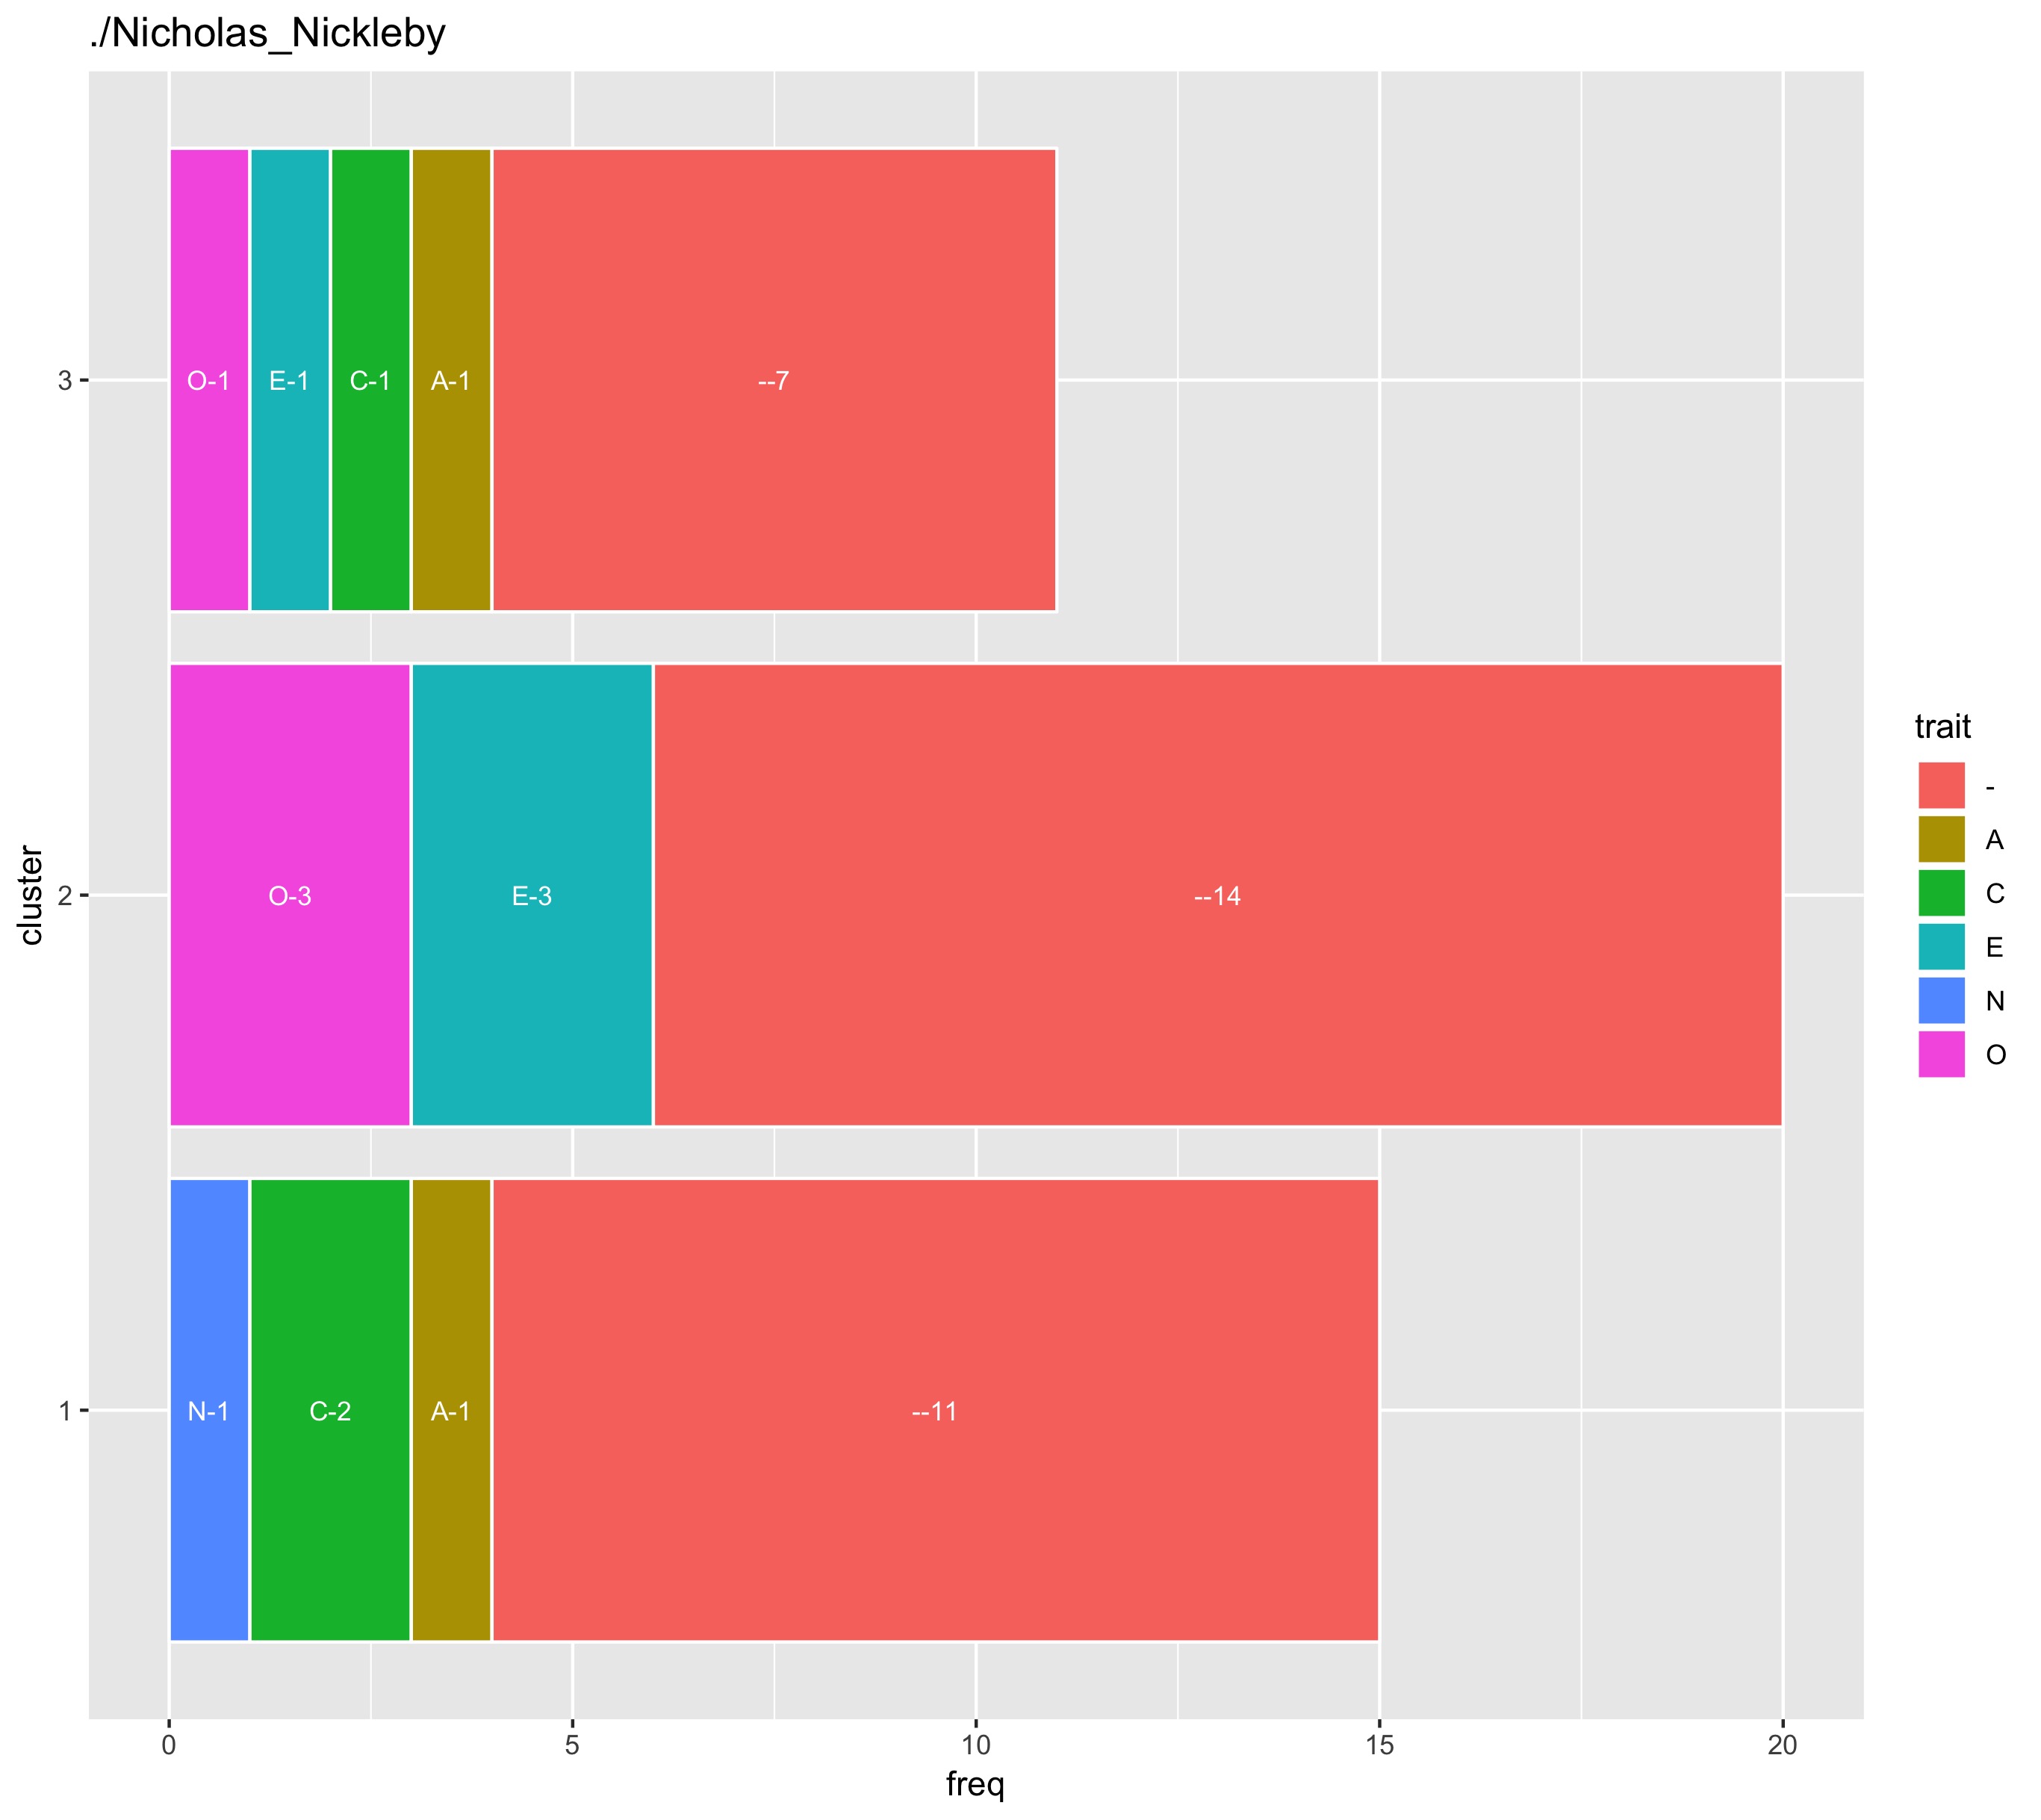 ./Nicholas_Nickleby
3
O-1 E-1 C-1 A-1 --7
2
O-3 E-3 --14
1
N-1 C-2 A-1 --11
0 5 10 15 20
freq
cluster
trait
-
A
C
E
N
O